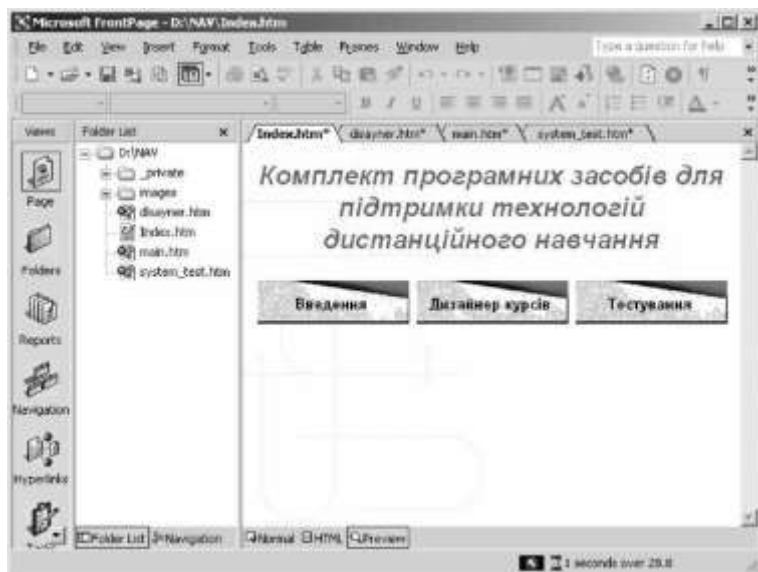 Microsoft FrontPage - D:\NAV\Index.htm
File Edit View Insert Format Tools Table Frames Window Help
Type a question for help
Views
Folder List
Index.htm* disayner.htm* main.htm* system_test.htm*
D:\NAV
_private
images
disayner.htm
Index.htm
main.htm
system_test.htm
Page
Folders
Reports
Navigation
Hyperlinks
Комплект програмних засобів для
підтримки технологій
дистанційного навчання
Введення Дизайнер курсів Тестування
Folder List Navigation
Normal HTML Preview
1 seconds over 28.8